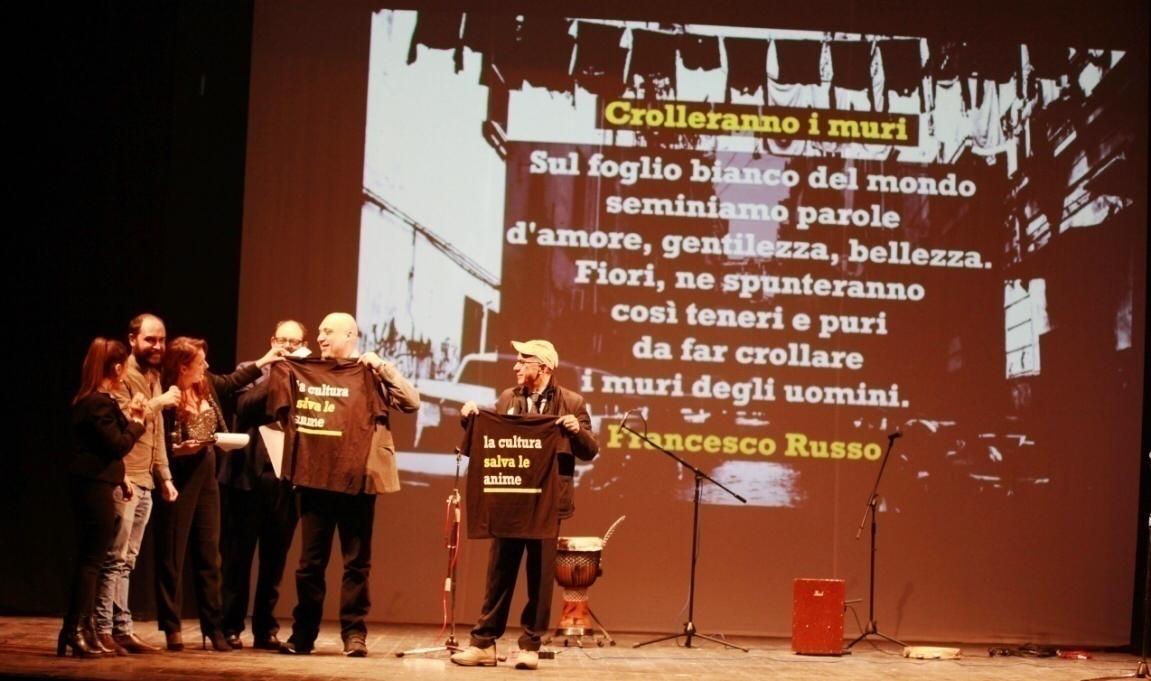 Crolleranno i muri
Sul foglio bianco del mondo
seminiamo parole
d'amore, gentilezza, bellezza.
Fiori, ne spunteranno
così teneri e puri
da far crollare
i muri degli uomini.
Francesco Russo
la cultura
salva le
anime
la cultura
salva le
anime